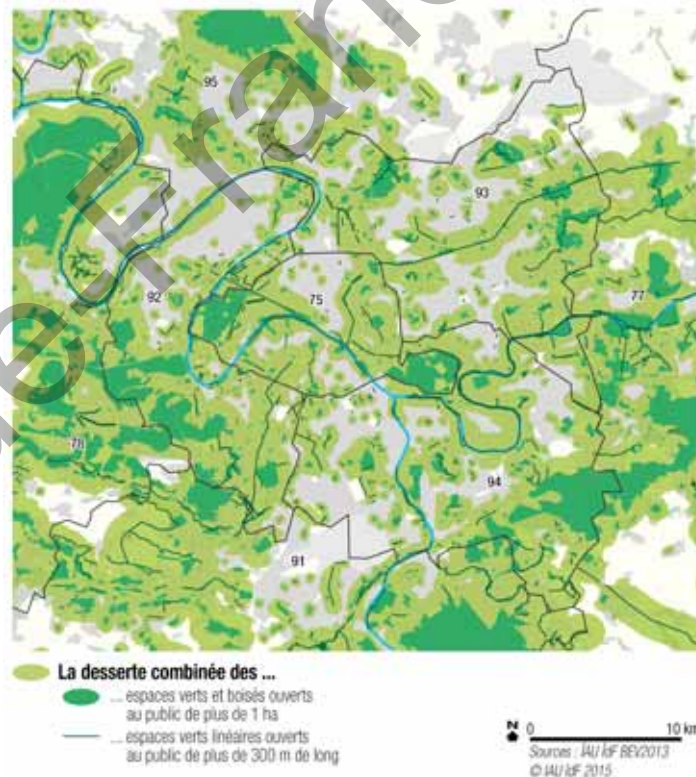 95
93
92
75
77
78
94
91
La desserte combinée des ...
... espaces verts et boisés ouverts
au public de plus de 1 ha
... espaces verts linéaires ouverts
au public de plus de 300 m de long
N 0 10 km
Sources : IAU îdF BEV2013
© IAU îdF 2015